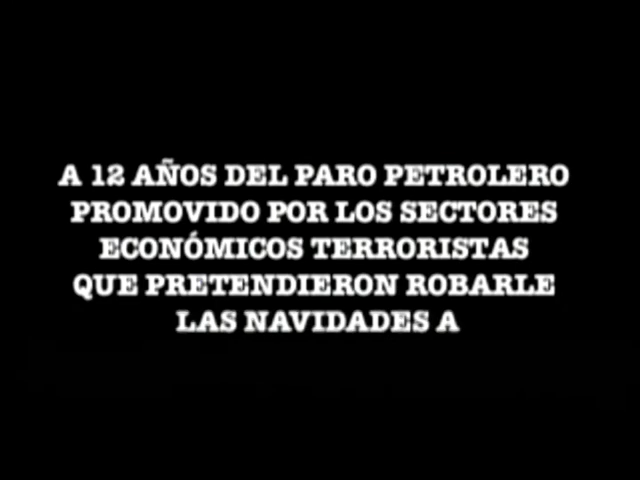 A 12 AÑOS DEL PARO PETROLERO
PROMOVIDO POR LOS SECTORES
ECONÓMICOS TERRORISTAS
QUE PRETENDIERON ROBARLE
LAS NAVIDADES A